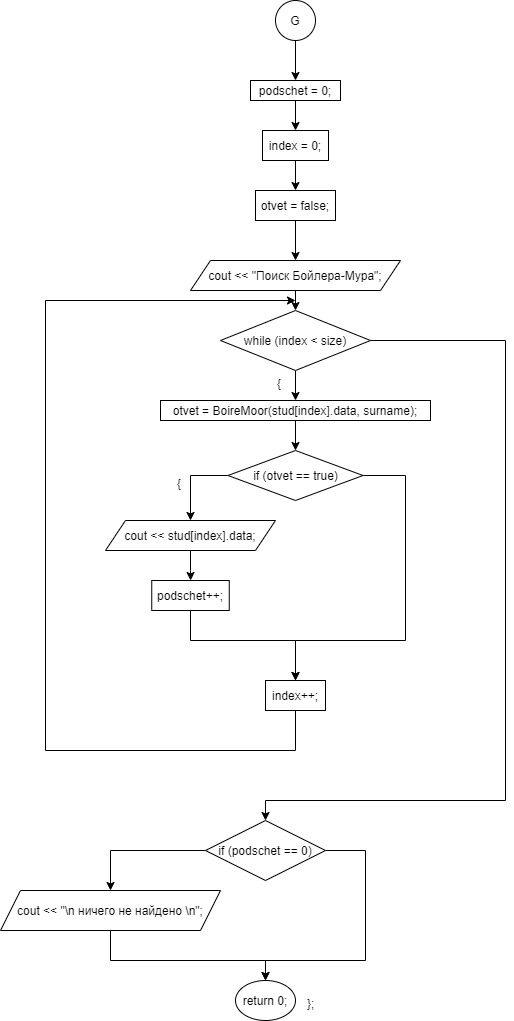 G
podschet = 0;
index = 0;
otvet = false;
cout << "Поиск Бойлера-Мура";
while (index < size)
{
otvet = BoireMoor(stud[index].data, surname);
if (otvet == true)
{
cout << stud[index].data;
podschet++;
index++;
if (podschet == 0)
cout << "\n ничего не найдено \n";
return 0;
};